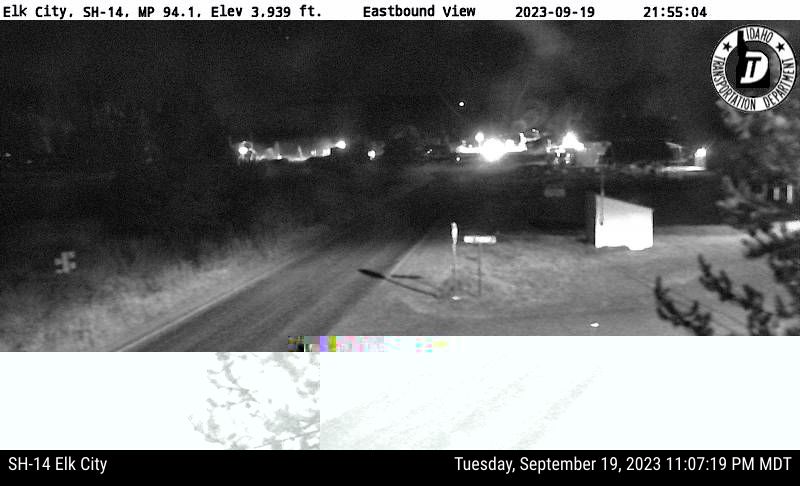 Elk City, SH-14, MP 94.1, Elev 3,939 ft. Eastbound View 2023-09-19 21:55:04
IDAHO
TRANSPORTATION DEPARTMENT
SH-14 Elk City Tuesday, September 19, 2023 11:07:19 PM MDT